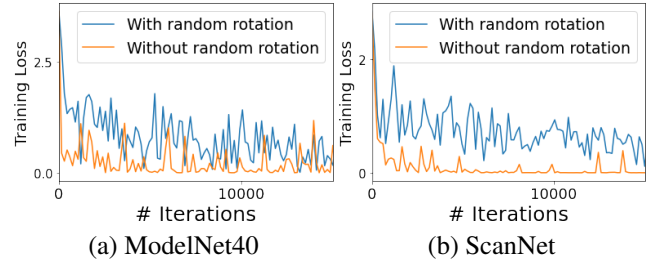 With random rotation
Without random rotation
Training Loss
2.5
0.0
0
10000
# Iterations
(a) ModelNet40
With random rotation
Without random rotation
Training Loss
2
0
0
10000
# Iterations
(b) ScanNet